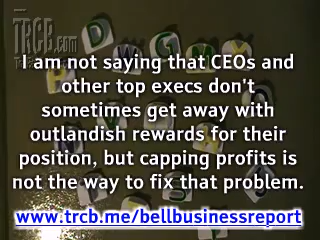 TRCB.com
I am not saying that CEOs and
other top execs don't
sometimes get away with
outlandish rewards for their
position, but capping profits is
not the way to fix that problem.
www.trcb.me/bellbusinessreport